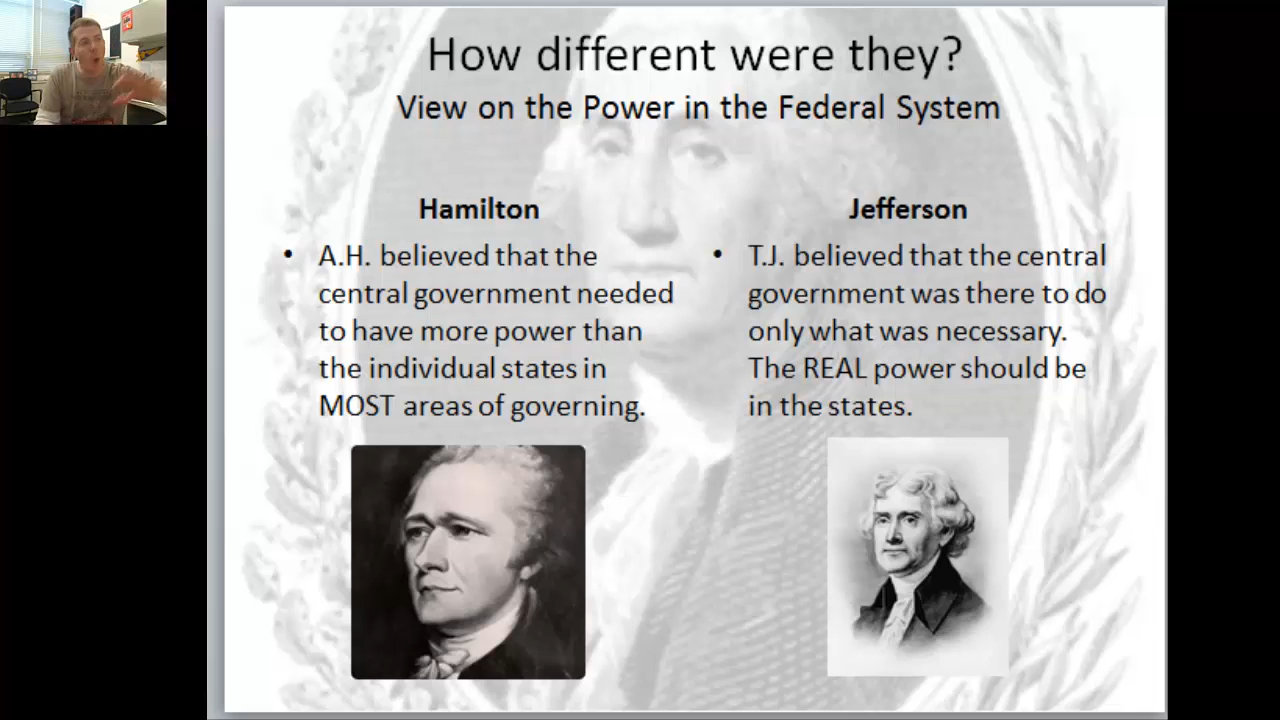 How different were they?
View on the Power in the Federal System
Hamilton
• A.H. believed that the
central government needed
to have more power than
the individual states in
MOST areas of governing.
Jefferson
• T.J. believed that the central
government was there to do
only what was necessary.
The REAL power should be
in the states.